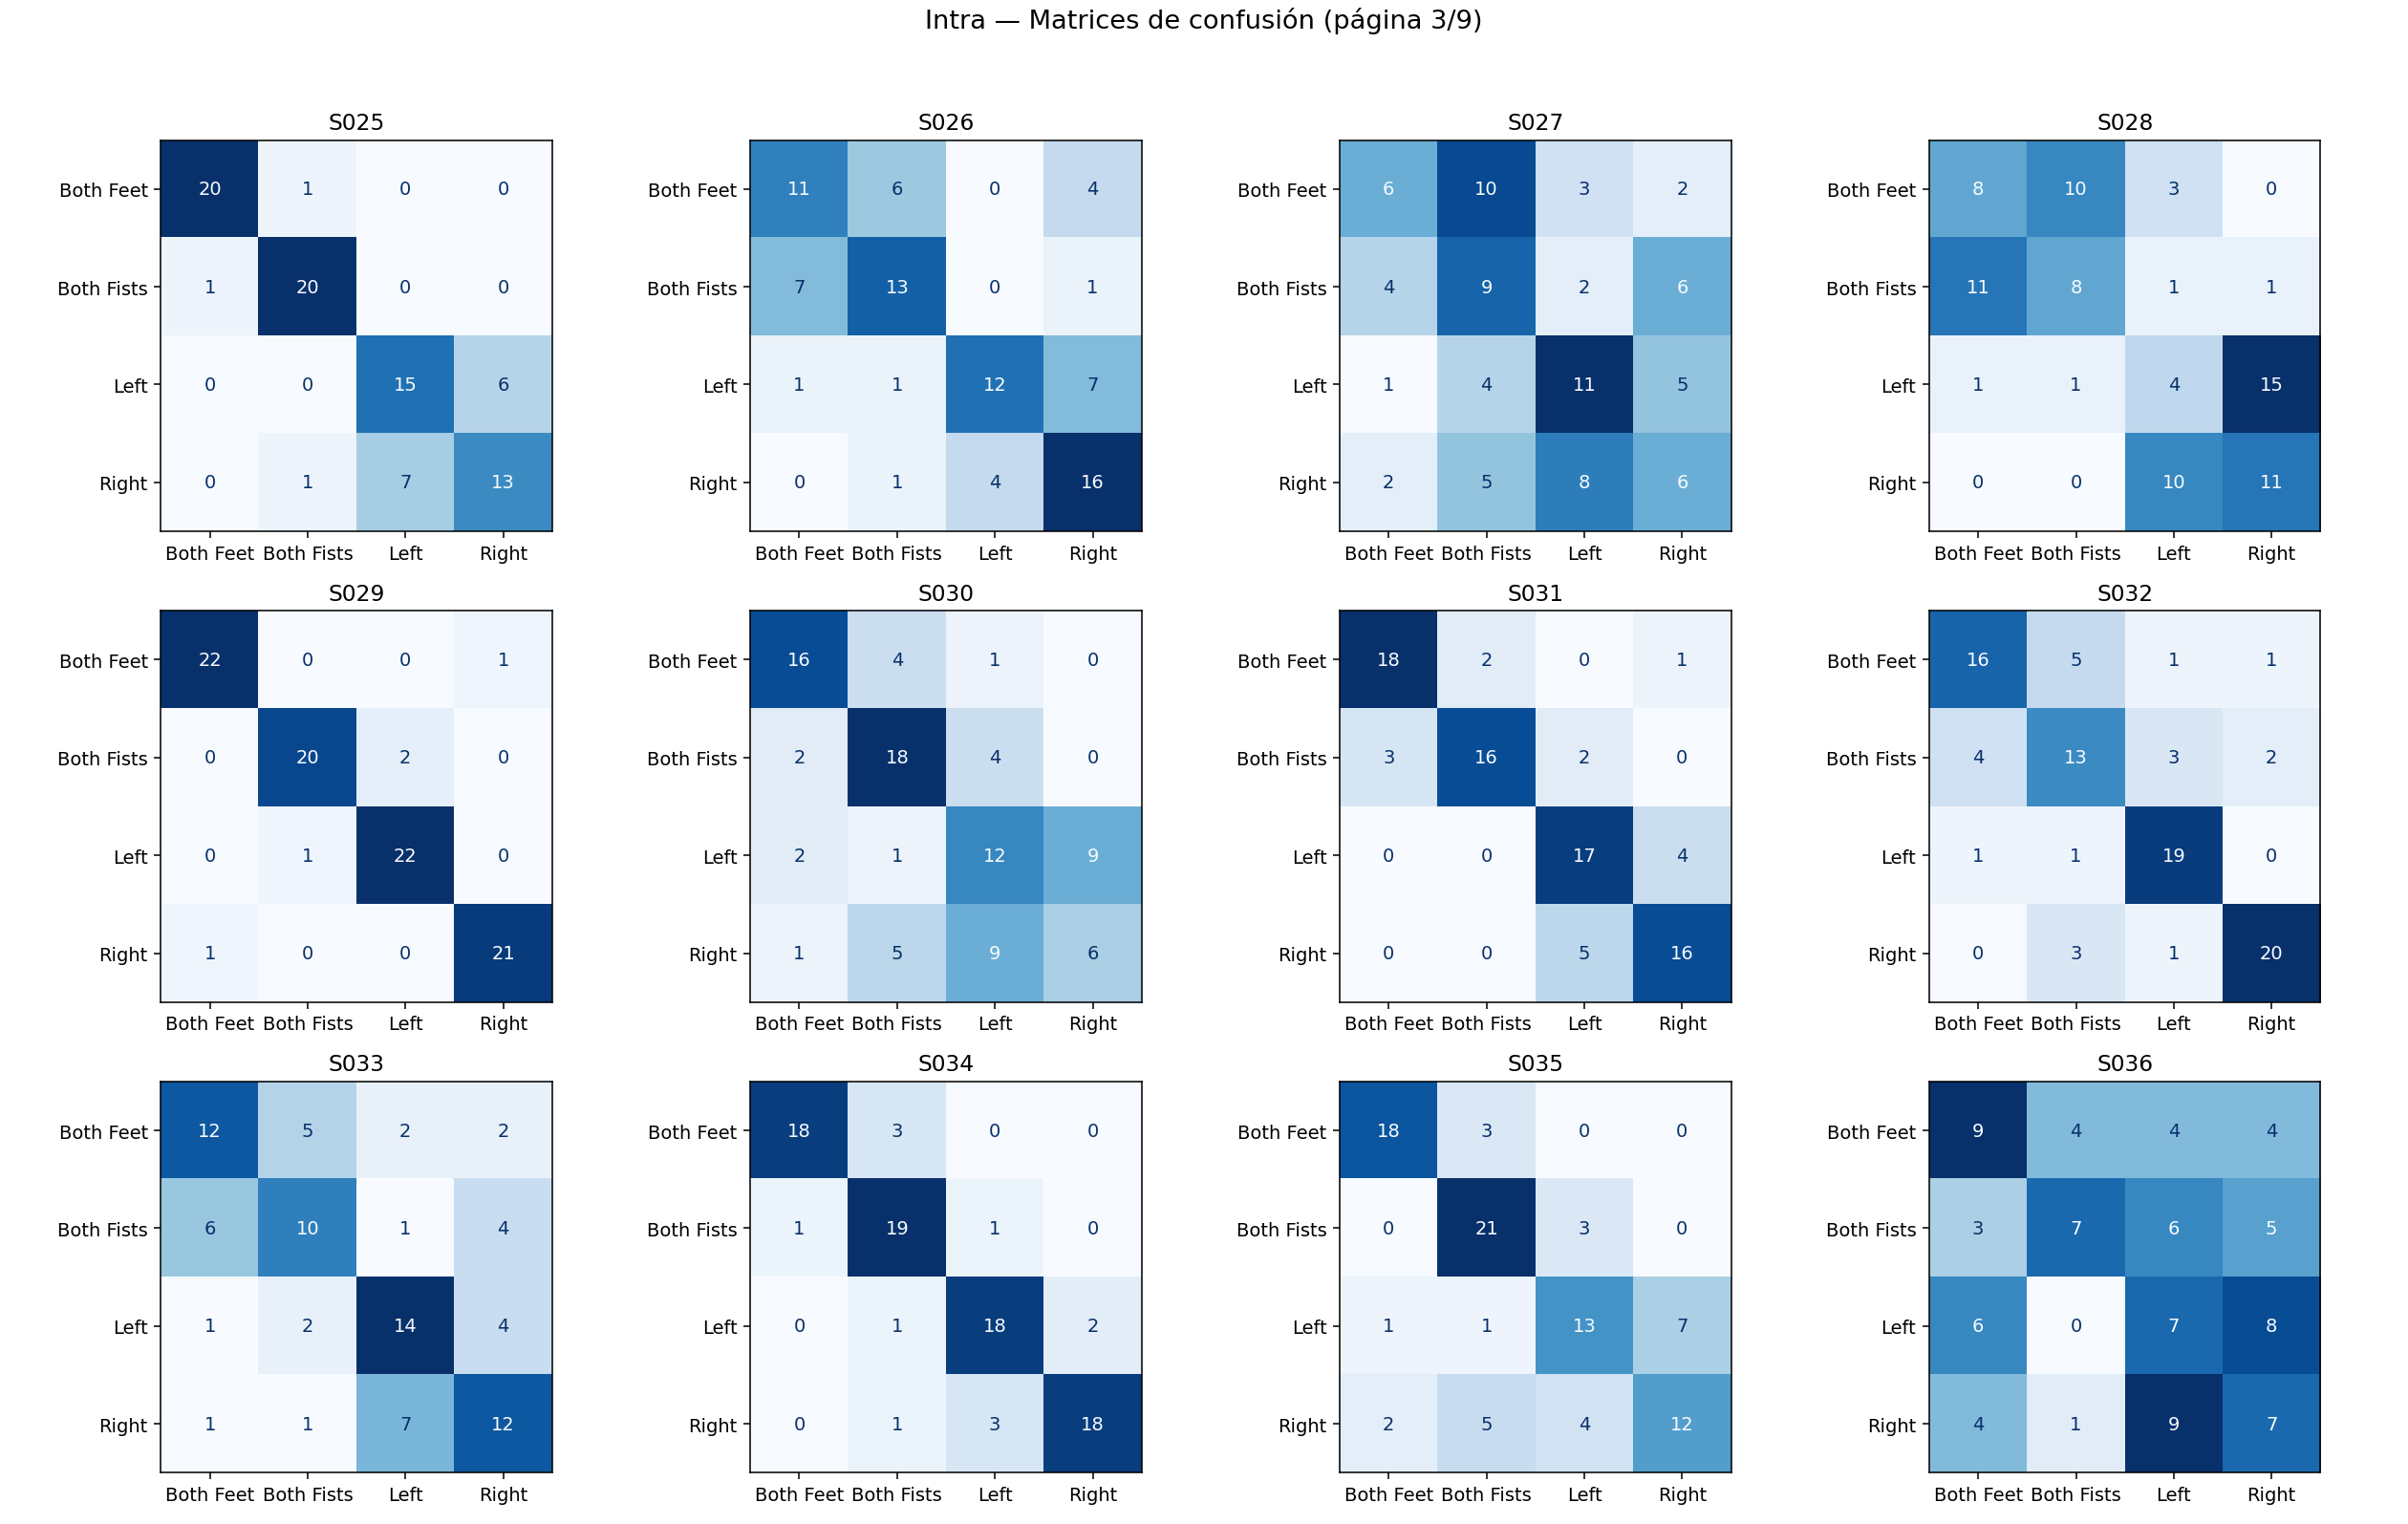 Intra — Matrices de confusión (página 3/9)
S025 S026 S027 S028
Both Feet 20 1 0 0 Both Feet 11 6 0 4 Both Feet 6 10 3 2 Both Feet 8 10 3 0
Both Fists 1 20 0 0 Both Fists 7 13 0 1 Both Fists 4 9 2 6 Both Fists 11 8 1 1
Left 0 0 15 6 Left 1 1 12 7 Left 1 4 11 5 Left 1 1 4 15
Right 0 1 7 13 Right 0 1 4 16 Right 2 5 8 6 Right 0 0 10 11
Both Feet Both Fists Left Right Both Feet Both Fists Left Right Both Feet Both Fists Left Right Both Feet Both Fists Left Right
S029 S030 S031 S032
Both Feet 22 0 0 1 Both Feet 16 4 1 0 Both Feet 18 2 0 1 Both Feet 16 5 1 1
Both Fists 0 20 2 0 Both Fists 2 18 4 0 Both Fists 3 16 2 0 Both Fists 4 13 3 2
Left 0 1 22 0 Left 2 1 12 9 Left 0 0 17 4 Left 1 1 19 0
Right 1 0 0 21 Right 1 5 9 6 Right 0 0 5 16 Right 0 3 1 20
Both Feet Both Fists Left Right Both Feet Both Fists Left Right Both Feet Both Fists Left Right Both Feet Both Fists Left Right
S033 S034 S035 S036
Both Feet 12 5 2 2 Both Feet 18 3 0 0 Both Feet 18 3 0 0 Both Feet 9 4 4 4
Both Fists 6 10 1 4 Both Fists 1 19 1 0 Both Fists 0 21 3 0 Both Fists 3 7 6 5
Left 1 2 14 4 Left 0 1 18 2 Left 1 1 13 7 Left 6 0 7 8
Right 1 1 7 12 Right 0 1 3 18 Right 2 5 4 12 Right 4 1 9 7
Both Feet Both Fists Left Right Both Feet Both Fists Left Right Both Feet Both Fists Left Right Both Feet Both Fists Left Right